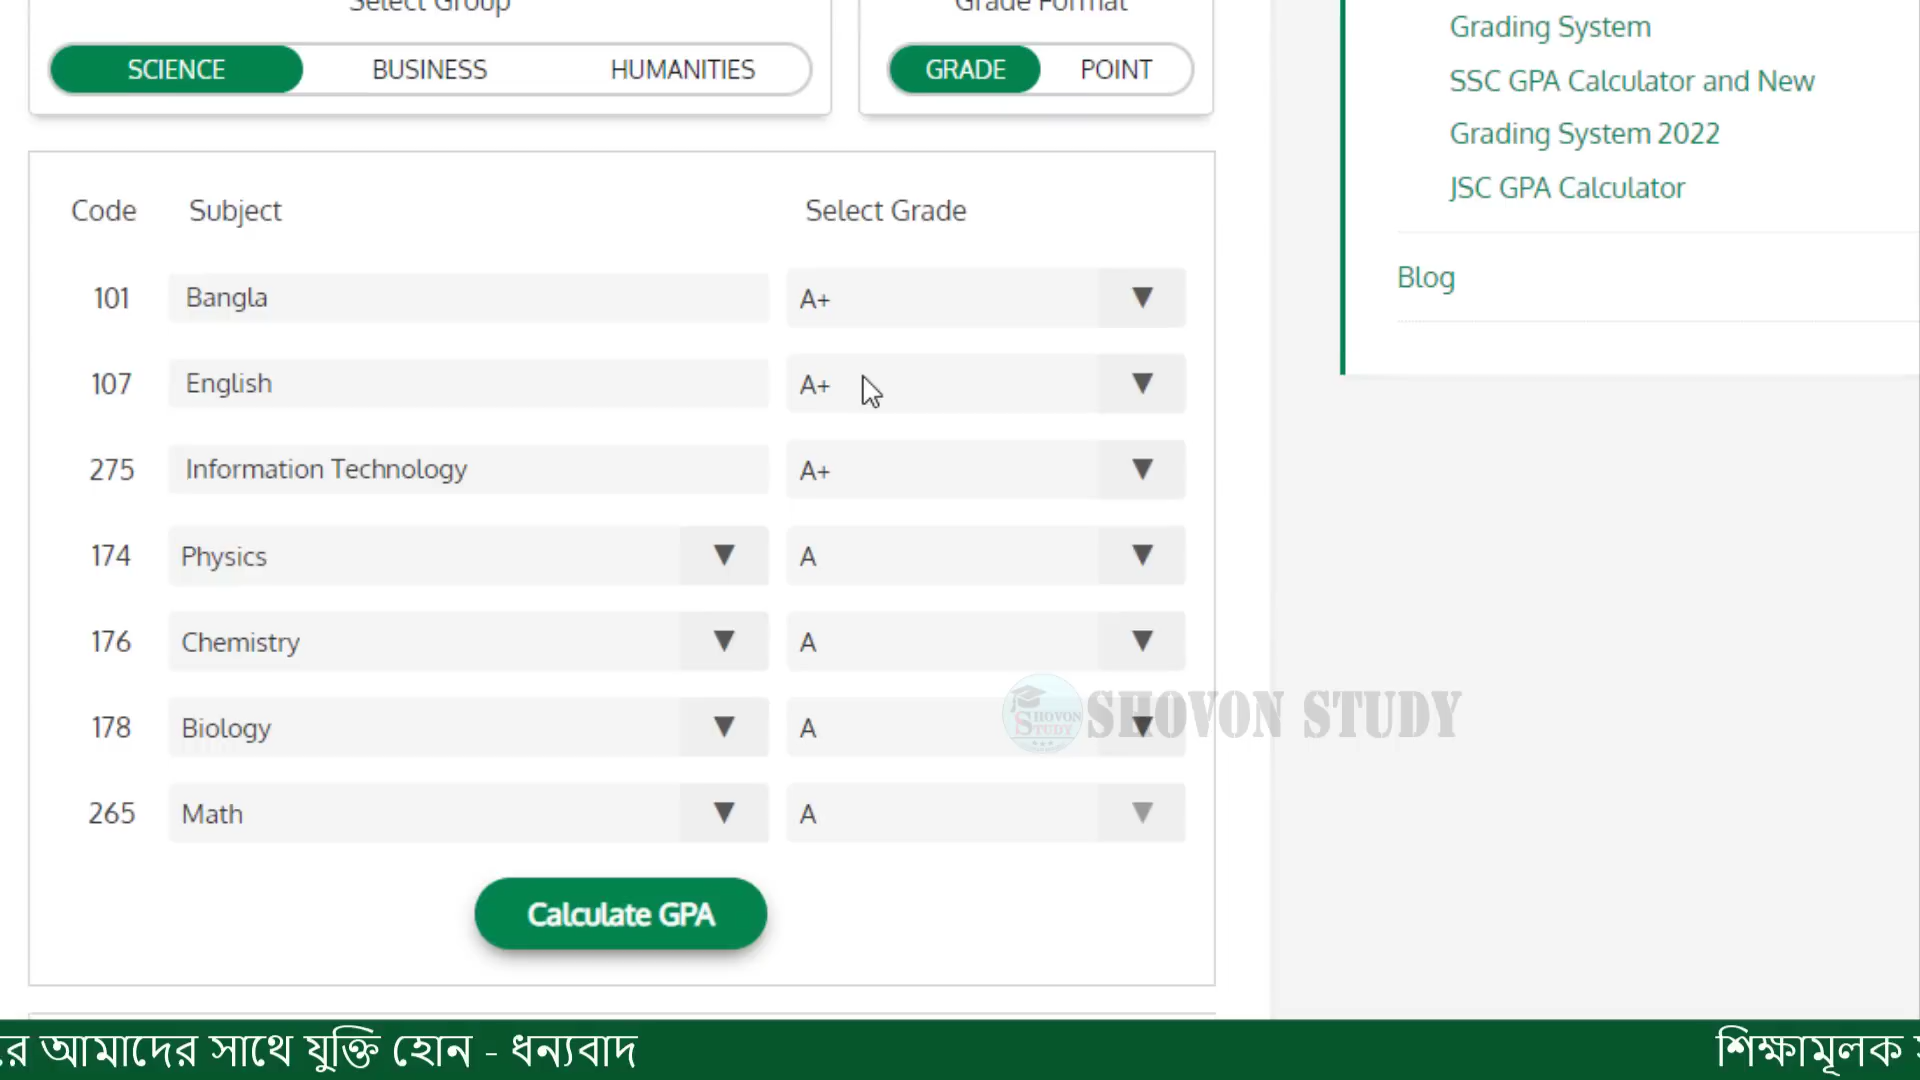 Select Group
Grade Format
SCIENCE BUSINESS HUMANITIES
GRADE POINT
Code Subject Select Grade
101 Bangla A+
107 English A+
275 Information Technology A+
174 Physics A
176 Chemistry A
178 Biology A
265 Math A
Calculate GPA
Grading System
SSC GPA Calculator and New
Grading System 2022
JSC GPA Calculator
Blog
SHOVON STUDY
SHOVON STUDY
রে আমাদের সাথে যুক্তি হোন - ধন্যবাদ
শিক্ষামূলক